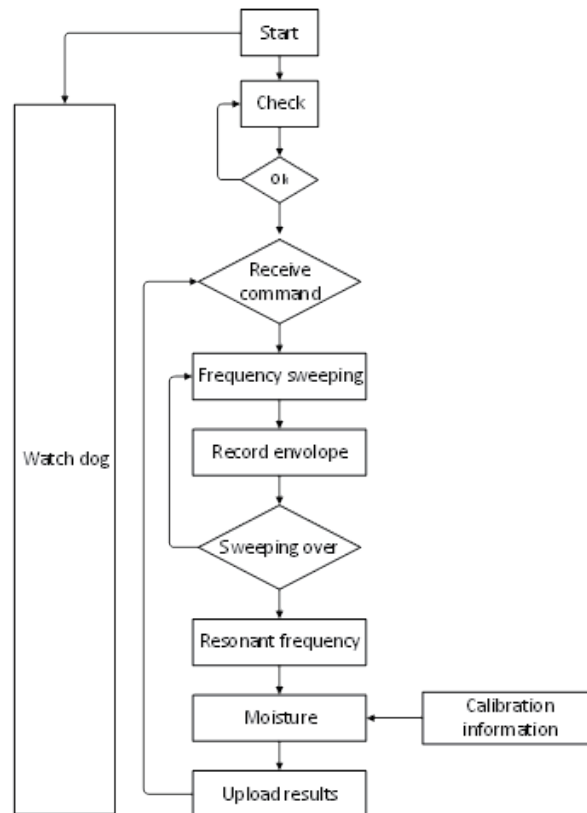 Start
Check
Ok
Receive
command
Frequency sweeping
Record envolope
Watch dog
Sweeping over
Resonant frequency
Moisture
Calibration
information
Upload results